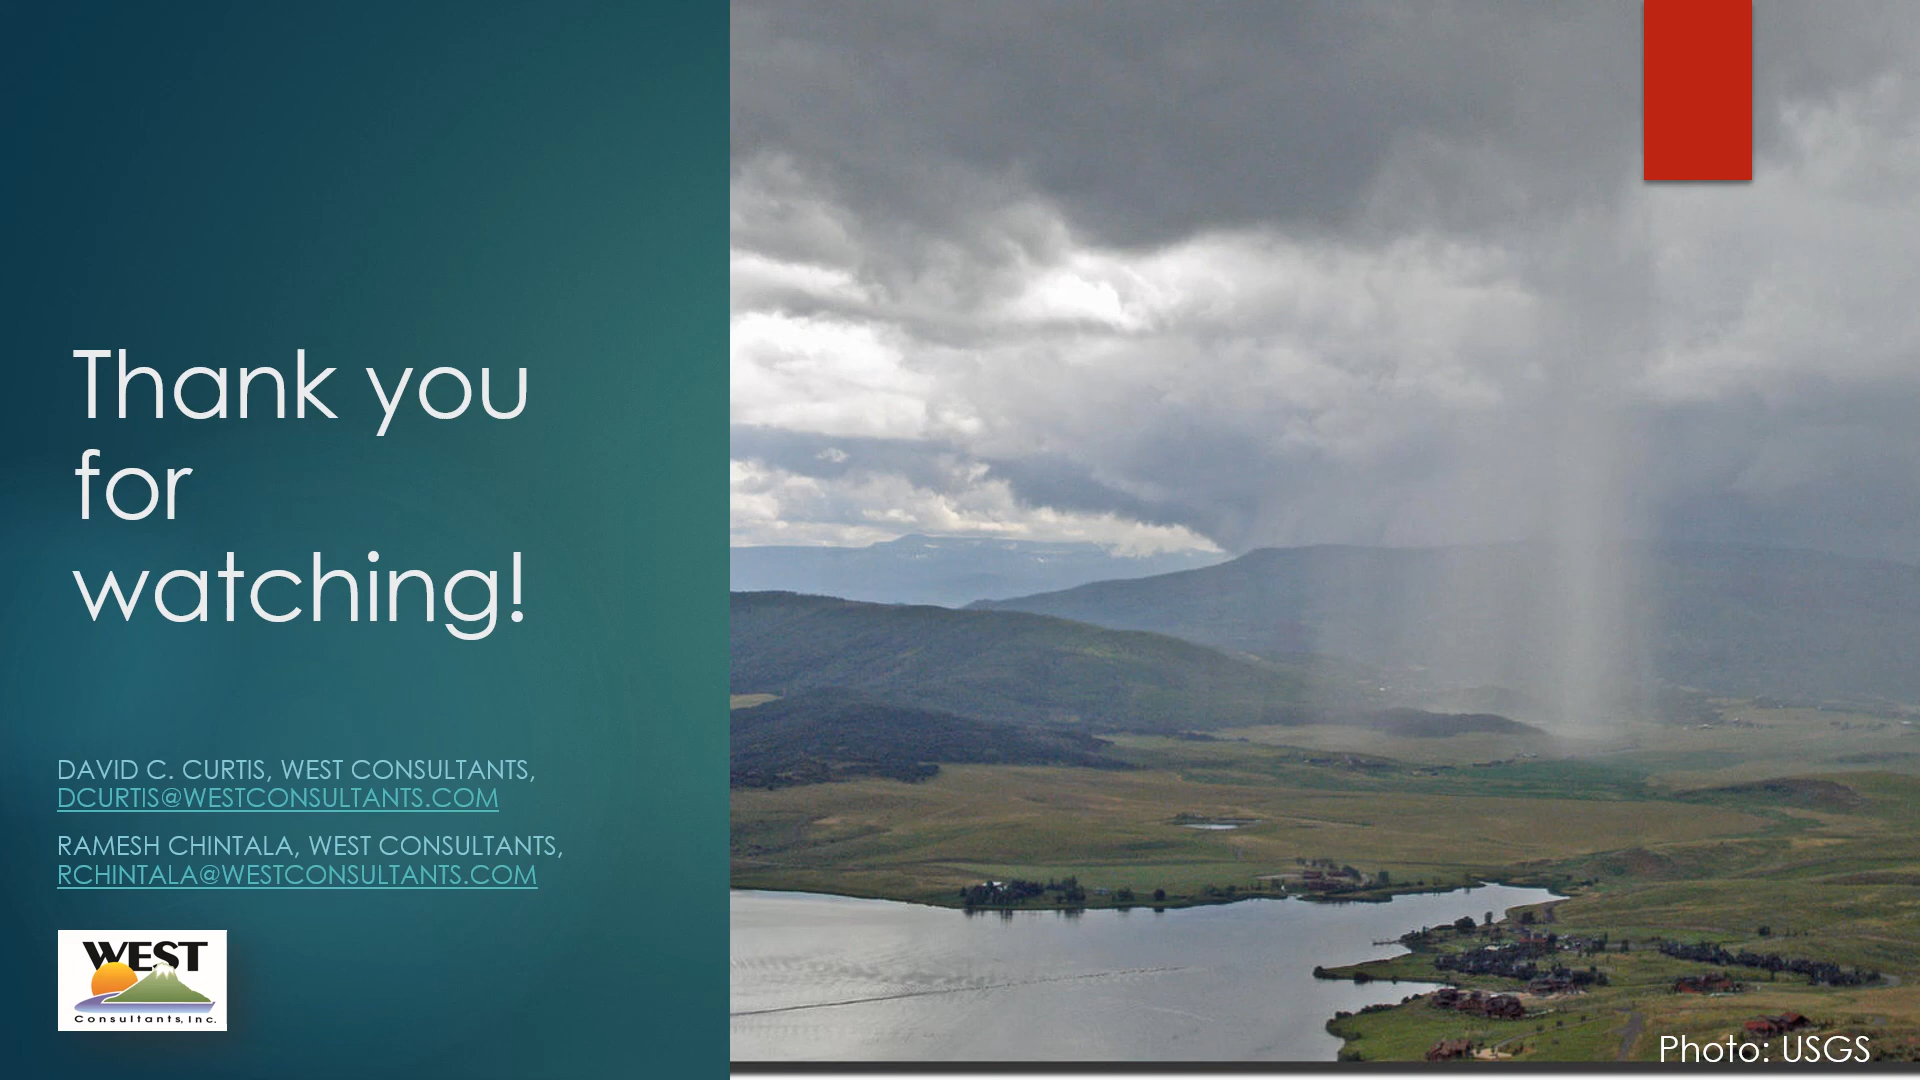 Thank you
for
watching!
DAVID C. CURTIS, WEST CONSULTANTS,
DCURTIS@WESTCONSULTANTS.COM
RAMESH CHINTALA, WEST CONSULTANTS,
RCHINTALA@WESTCONSULTANTS.COM
WEST
Consultants, Inc.
Photo: USGS